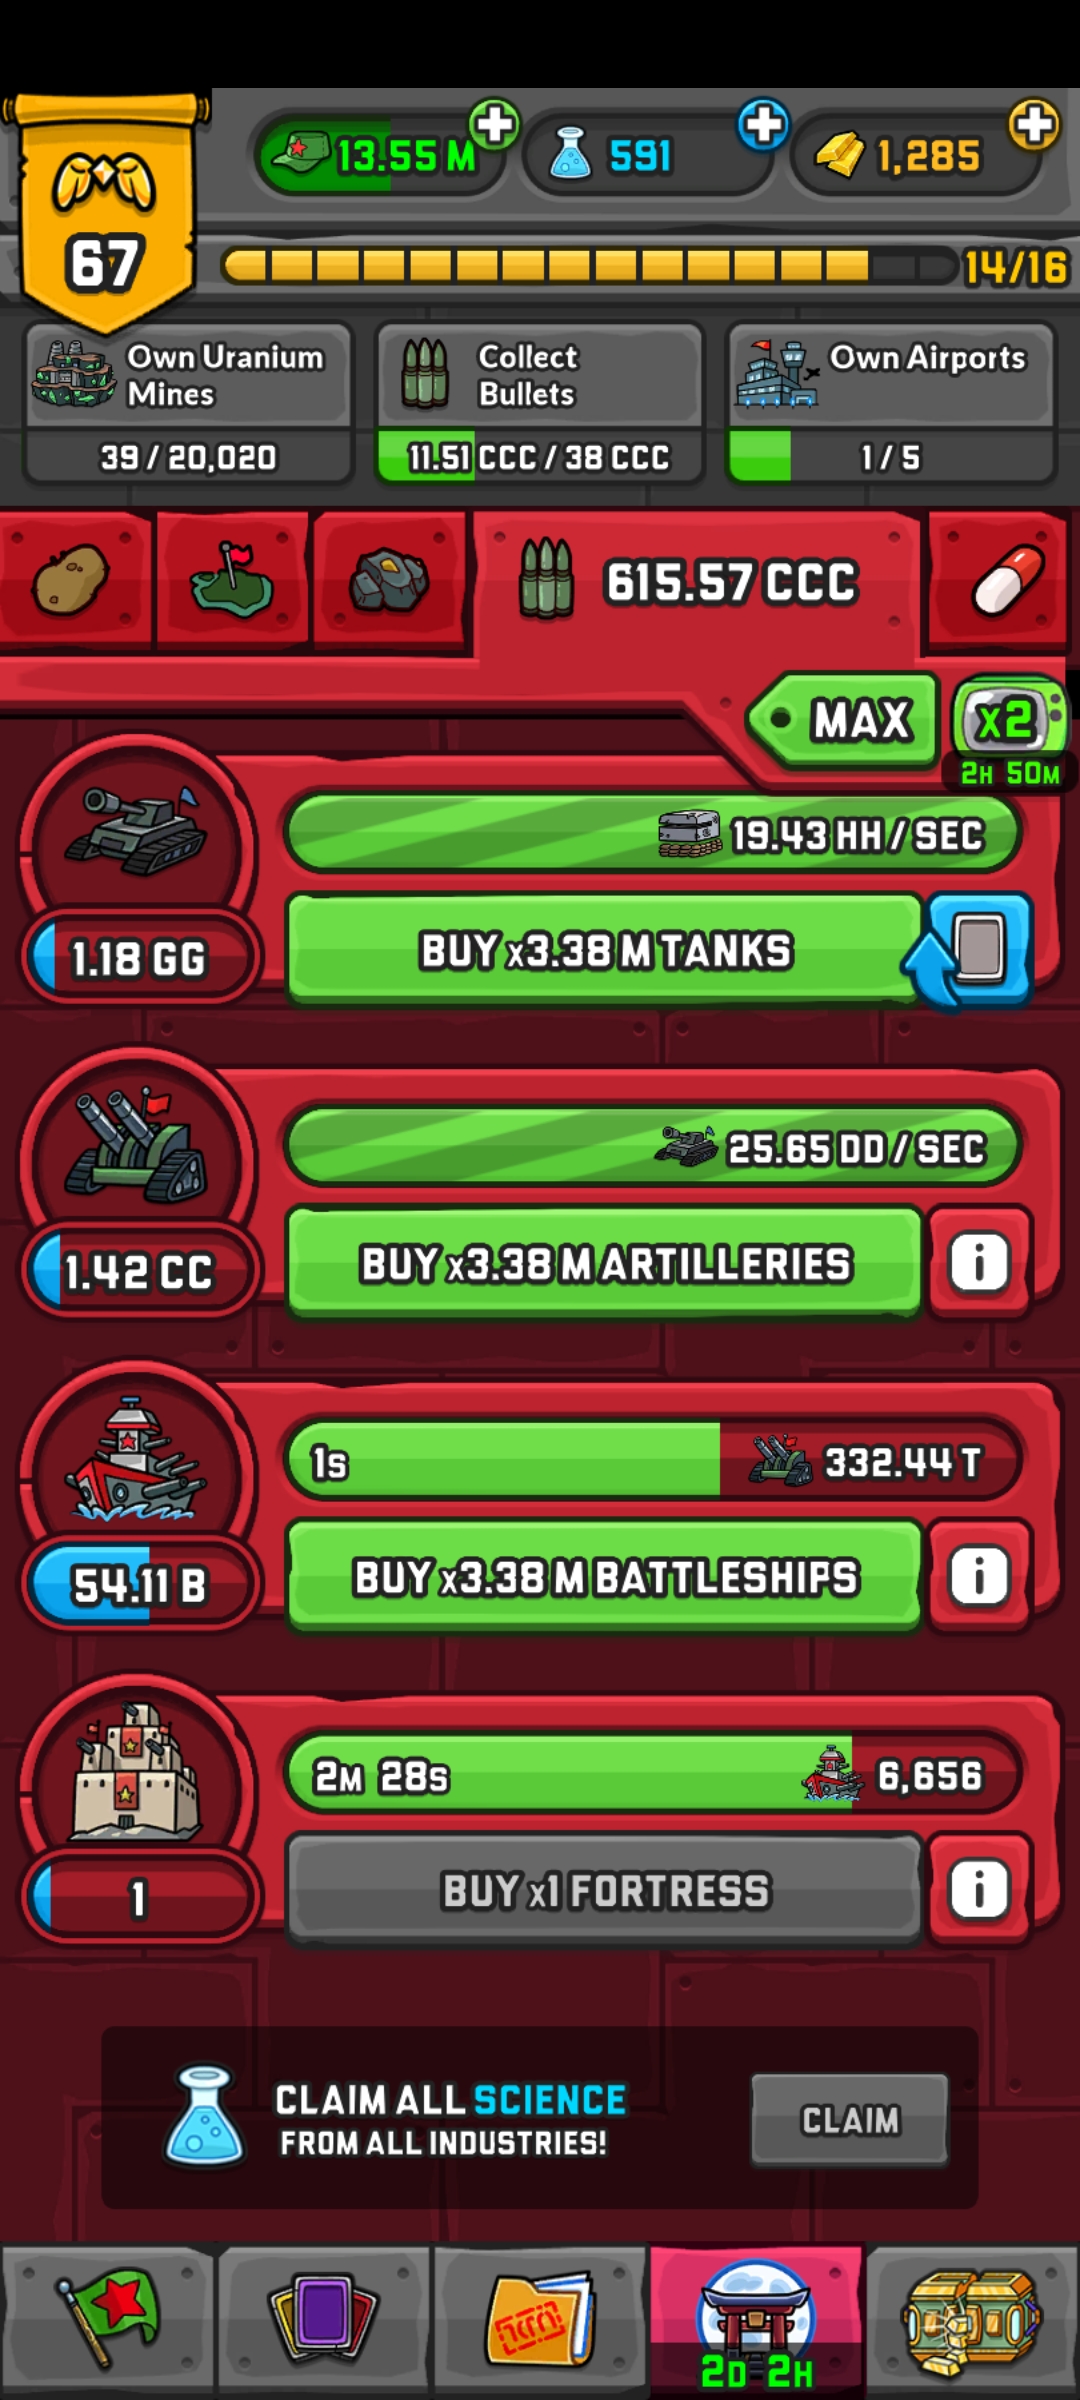 13.55 M
591
1,285
67
14/16
Own Uranium
Mines
39 / 20,020
Collect
Bullets
11.51 CCC / 38 CCC
Own Airports
1 / 5
615.57 CCC
MAX
x2
2H 50M
19.43 HH / SEC
1.18 GG
BUY x3.38 M TANKS
25.65 DD / SEC
1.42 CC
BUY x3.38 M ARTILLERIES
i
1s
332.44 T
54.11 B
BUY x3.38 M BATTLESHIPS
i
2M 28s
6,656
1
BUY x1 FORTRESS
i
CLAIM ALL SCIENCE
FROM ALL INDUSTRIES!
CLAIM
2D 2H